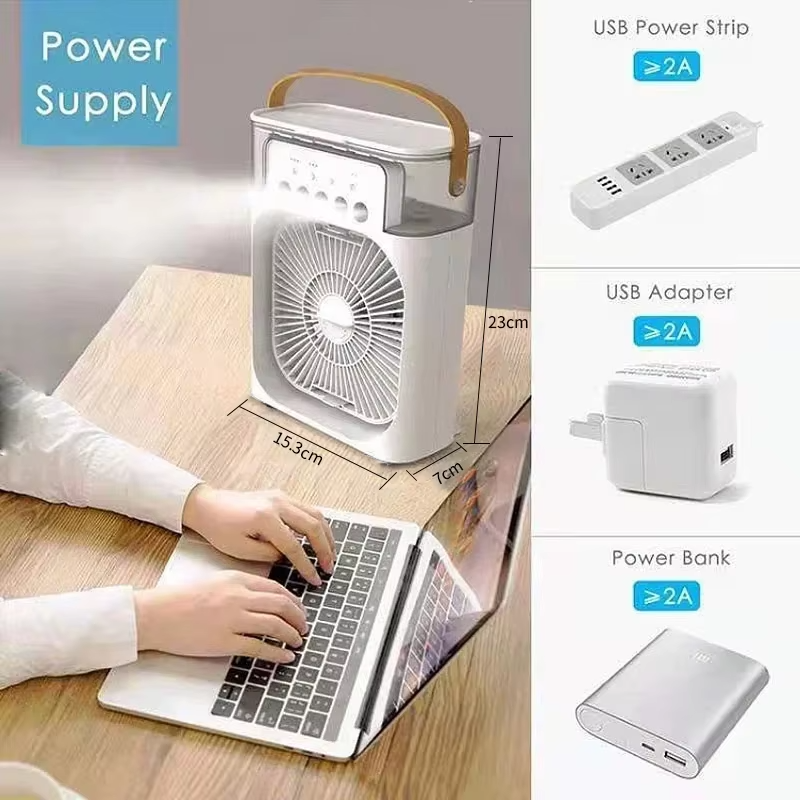 Power
Supply
23cm
15.3cm
7cm
USB Power Strip
⩾2A
USB Adapter
⩾2A
Power Bank
⩾2A